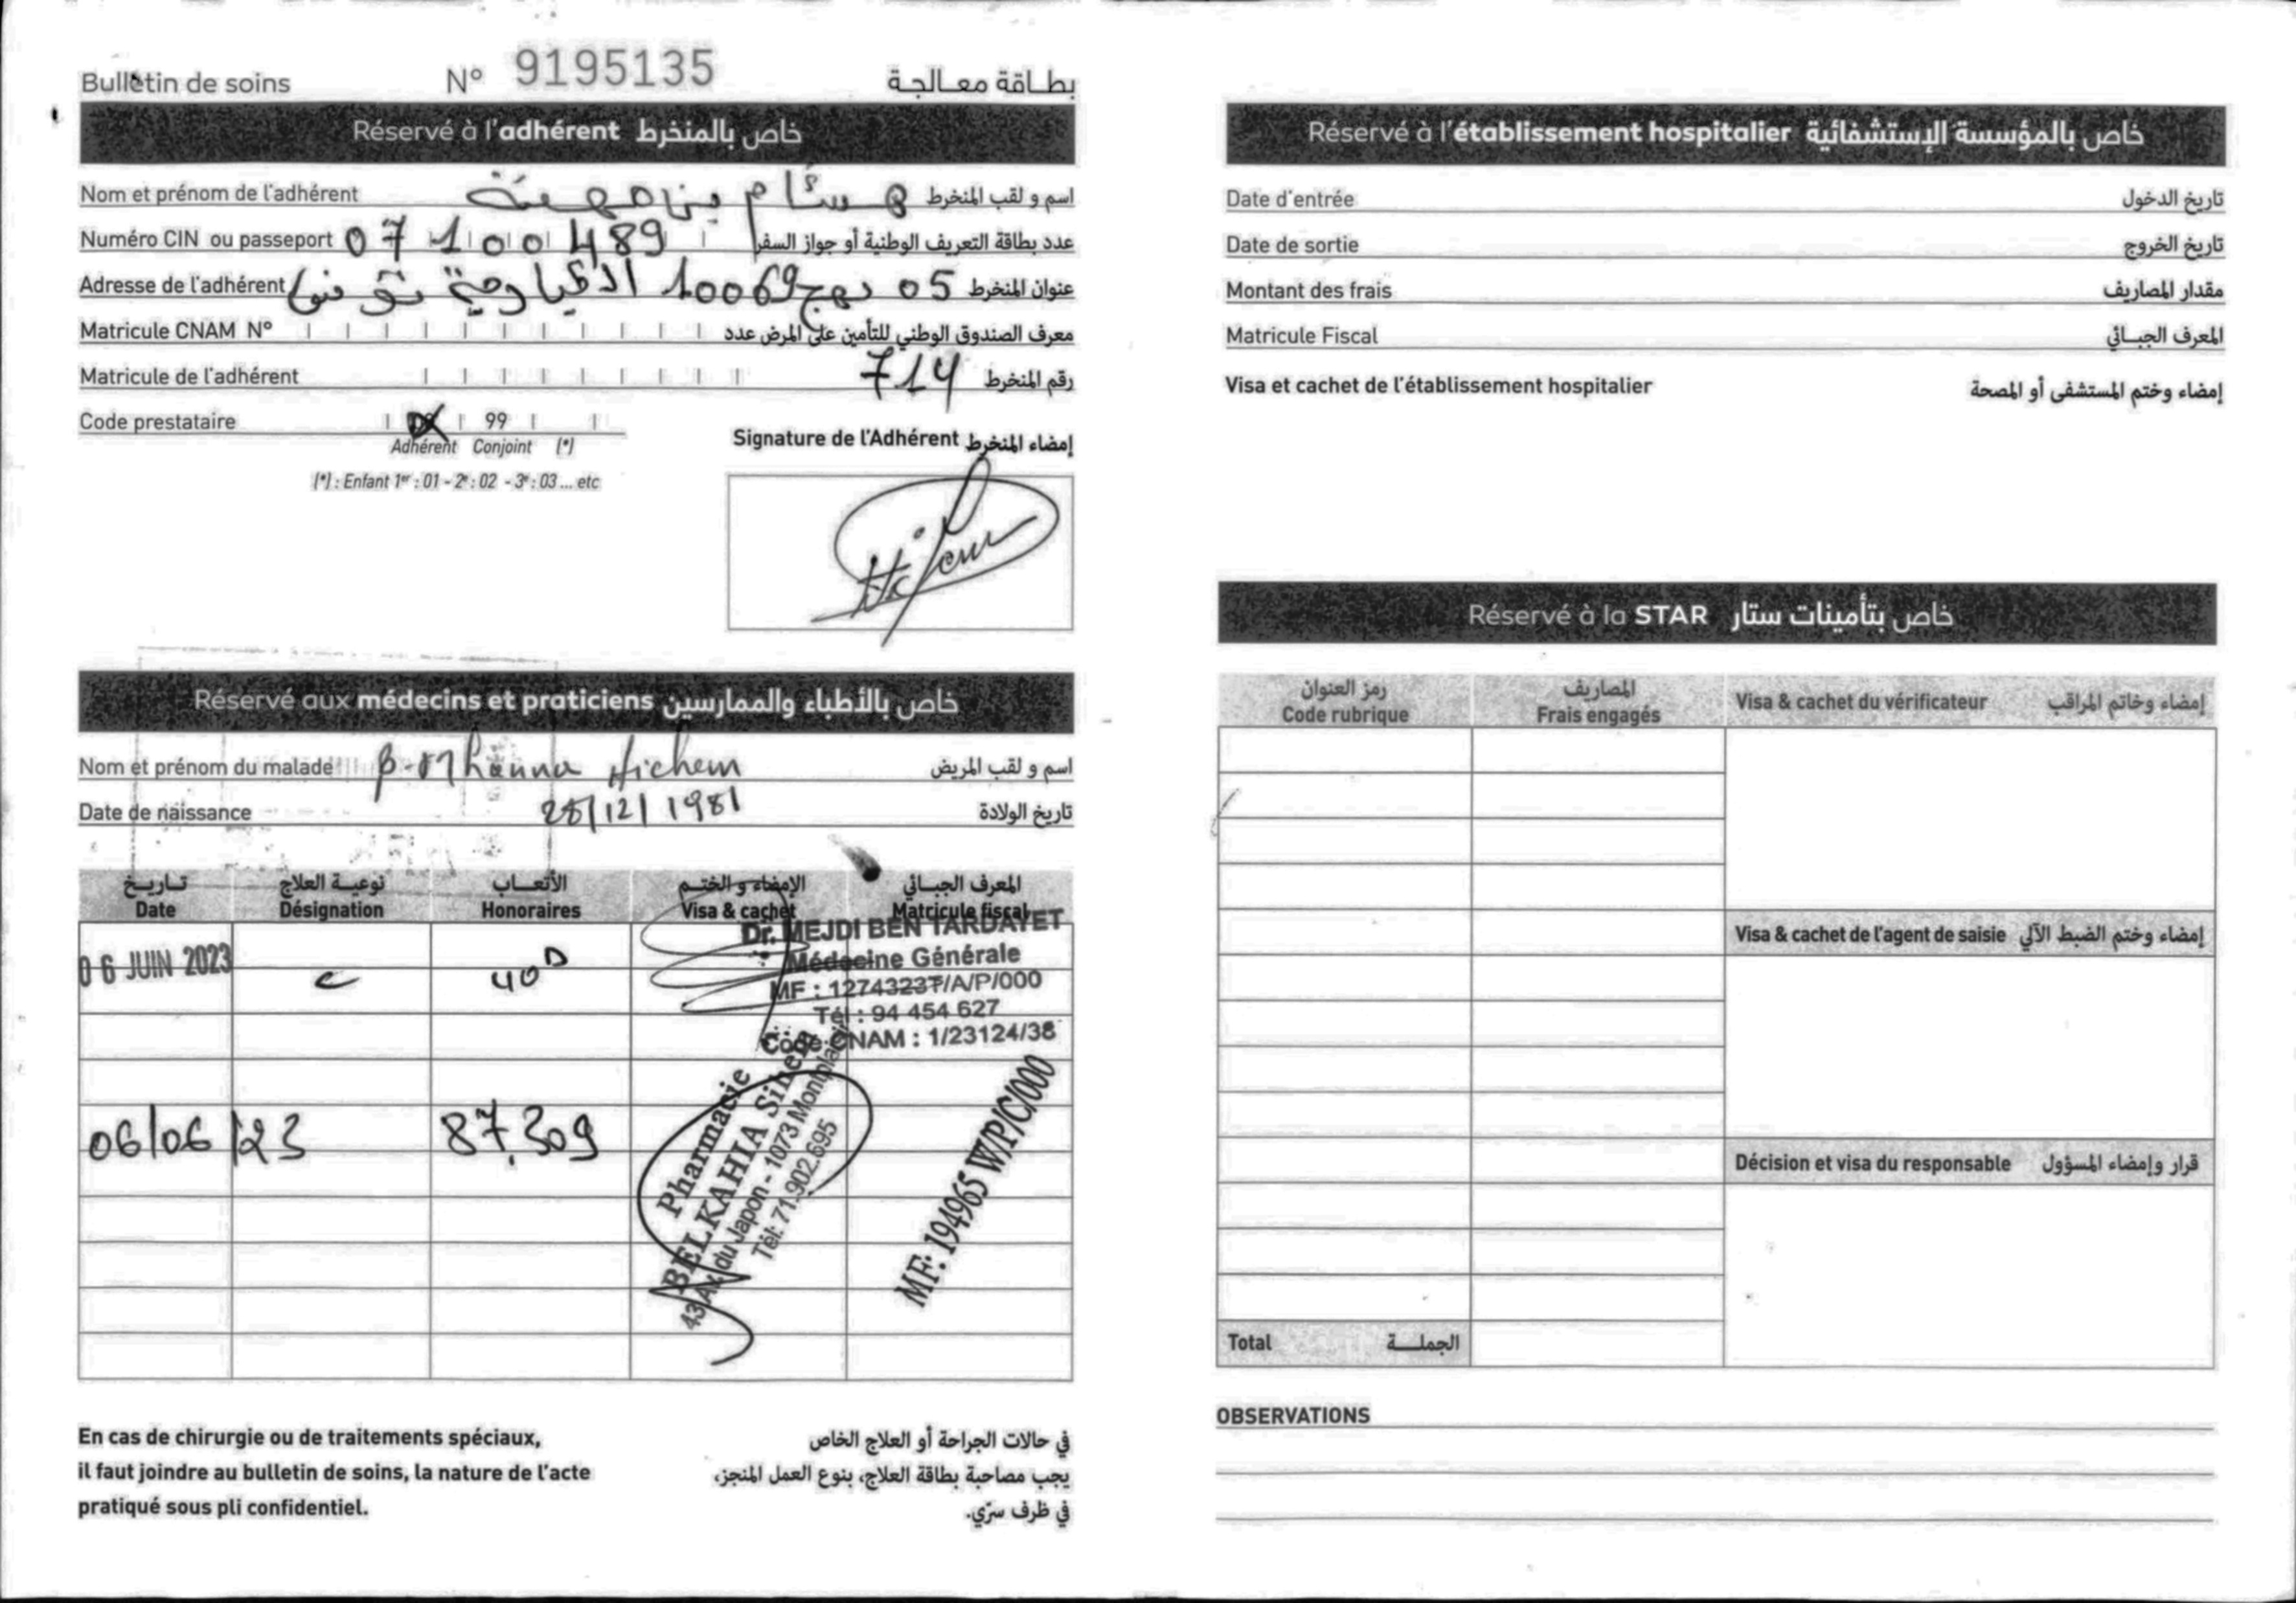 Bulletin de soins N° 9195135 بطاقة معالجة
Réservé à l'adhérent خاص بالمنخرط
Nom et prénom de l'adhérent هشام بن مهنة اسم و لقب المنخرط
Numéro CIN ou passeport 07100489 عدد بطاقة التعريف الوطنية أو جواز السفر
Adresse de l'adhérent 05 نهج 10069 تونس عنوان المنخرط
Matricule CNAM N° معرف الصندوق الوطني للتأمين على المرض عدد
Matricule de l'adhérent 714 رقم المنخرط
Code prestataire 99
Adhérent Conjoint (*)
(*) : Enfant 1er : 01 - 2e : 02 - 3e : 03 ... etc
Signature de l'Adhérent إمضاء المنخرط
Hichem
Réservé aux médecins et praticiens خاص بالأطباء والممارسين
Nom et prénom du malade B.Mhanna Hichem اسم و لقب المريض
Date de naissance 28/12/1981 تاريخ الولادة
تاريخ نوعية العلاج الأتعاب الإمضاء و الختم المعرف الجبائي
Date Désignation Honoraires Visa & cachet Matricule fiscal
06 JUIN 2023 c 40D
Dr. MEJDI BEN TARDAYET
Médecine Générale
MF : 1274323T/A/P/000
Tél : 94 454 627
Code CNAM : 1/23124/38
06/06/23 87,309
Pharmacie
BELKAHIA Sihem
43 Av. du Japon - 1073 Montplaisir
Tél: 71.902.695
MF: 194965 W/P/C/000
En cas de chirurgie ou de traitements spéciaux,
il faut joindre au bulletin de soins, la nature de l'acte
pratiqué sous pli confidentiel.
في حالات الجراحة أو العلاج الخاص
يجب مصاحبة بطاقة العلاج، بنوع العمل المنجز،
في ظرف سرّي.
Réservé à l'établissement hospitalier خاص بالمؤسسة الإستشفائية
Date d'entrée تاريخ الدخول
Date de sortie تاريخ الخروج
Montant des frais مقدار المصاريف
Matricule Fiscal المعرف الجبائي
Visa et cachet de l'établissement hospitalier إمضاء وختم المستشفى أو المصحة
Réservé à la STAR خاص بتأمينات ستار
رمز العنوان المصاريف
Code rubrique Frais engagés Visa & cachet du vérificateur إمضاء وخاتم المراقب
Visa & cachet de l'agent de saisie إمضاء وختم الضبط الآلي
Décision et visa du responsable قرار وإمضاء المسؤول
Total الجملة
OBSERVATIONS